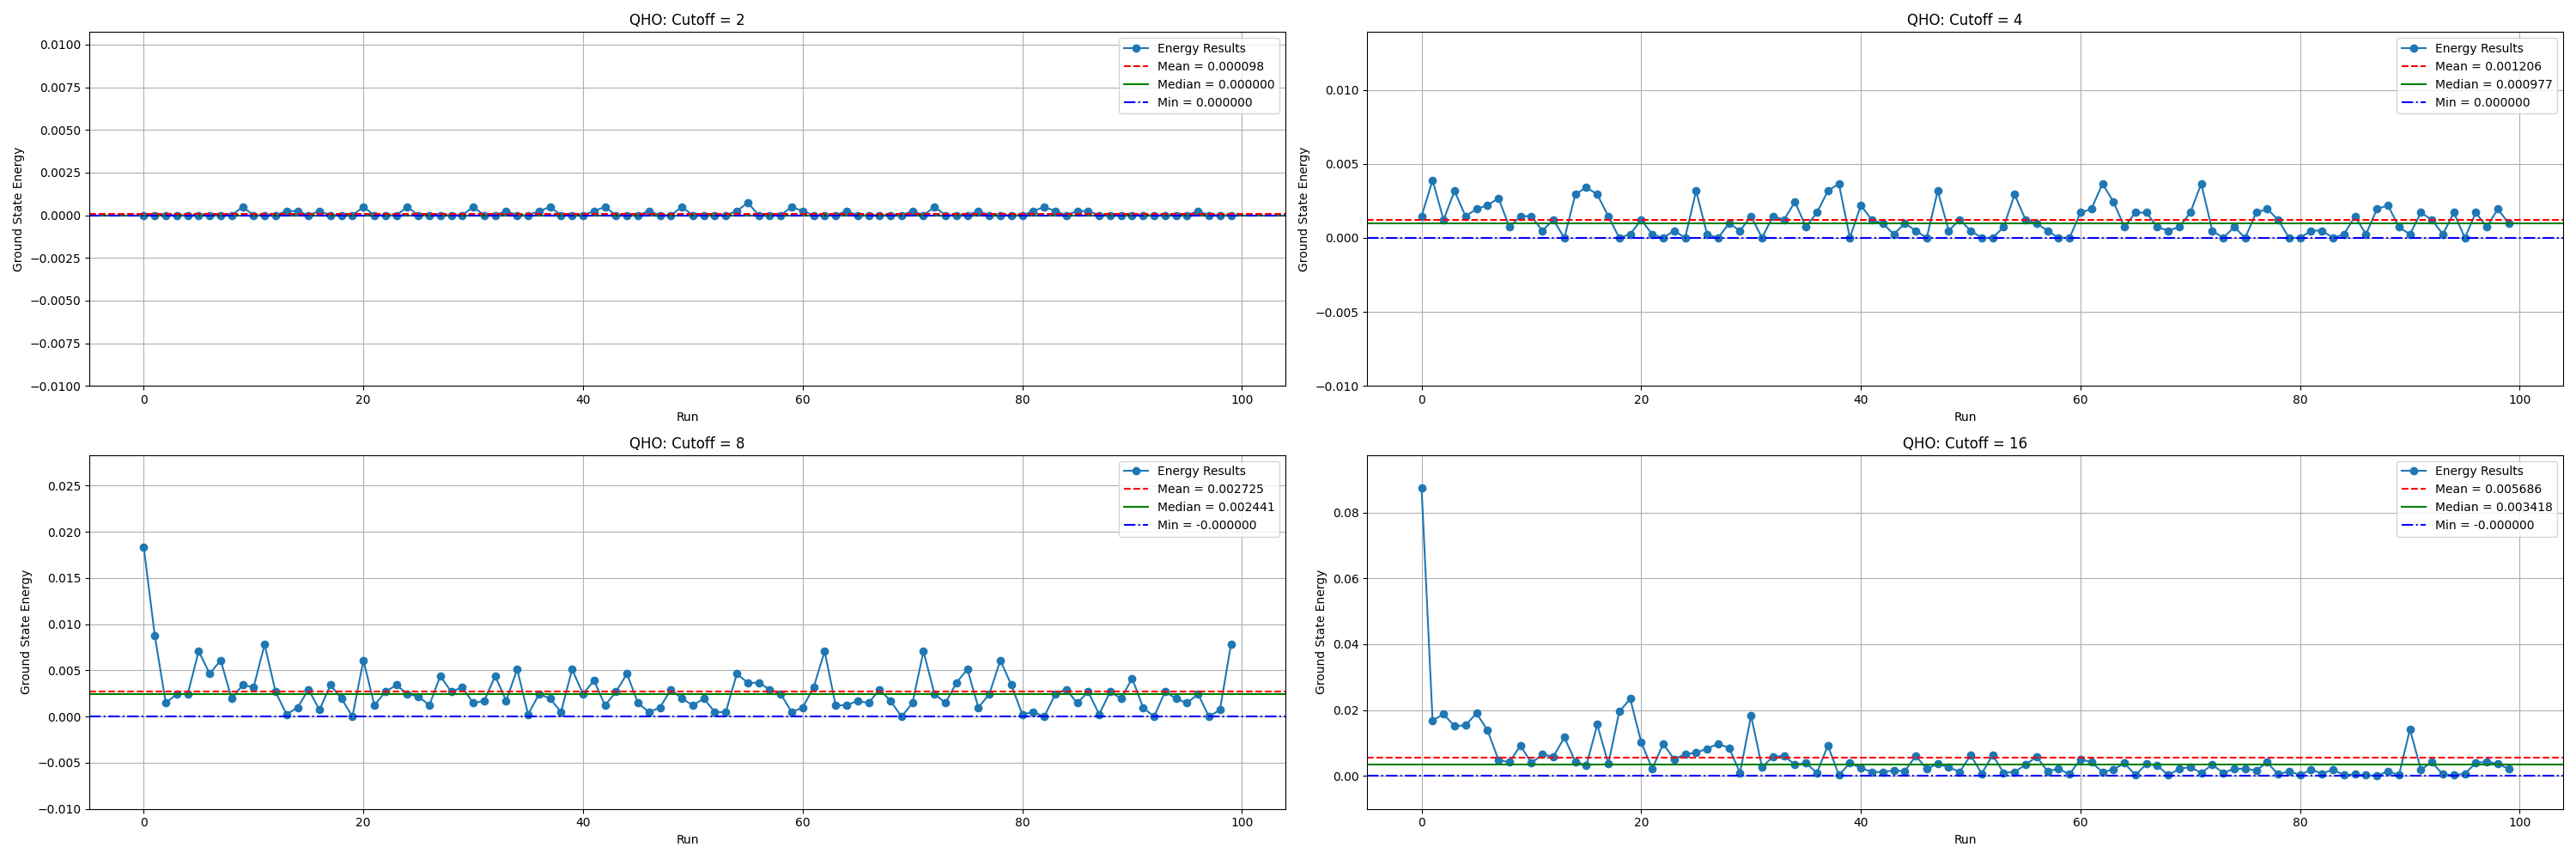 QHO: Cutoff = 2
Ground State Energy
0.0100
0.0075
0.0050
0.0025
0.0000
−0.0025
−0.0050
−0.0075
−0.0100
Energy Results
Mean = 0.000098
Median = 0.000000
Min = 0.000000
0 20 40 60 80 100
Run
QHO: Cutoff = 4
Ground State Energy
0.010
0.005
0.000
−0.005
−0.010
Energy Results
Mean = 0.001206
Median = 0.000977
Min = 0.000000
0 20 40 60 80 100
Run
QHO: Cutoff = 8
Ground State Energy
0.025
0.020
0.015
0.010
0.005
0.000
−0.005
−0.010
Energy Results
Mean = 0.002725
Median = 0.002441
Min = -0.000000
0 20 40 60 80 100
Run
QHO: Cutoff = 16
Ground State Energy
0.08
0.06
0.04
0.02
0.00
Energy Results
Mean = 0.005686
Median = 0.003418
Min = -0.000000
0 20 40 60 80 100
Run